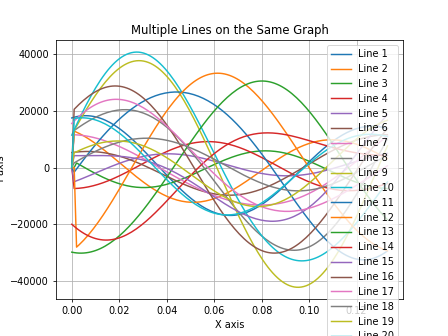 Multiple Lines on the Same Graph
40000
20000
0
−20000
−40000
0.00
0.02
0.04
0.06
0.08
0.10
X axis
Line 1
Line 2
Line 3
Line 4
Line 5
Line 6
Line 7
Line 8
Line 9
Line 10
Line 11
Line 12
Line 13
Line 14
Line 15
Line 16
Line 17
Line 18
Line 19
Line 20